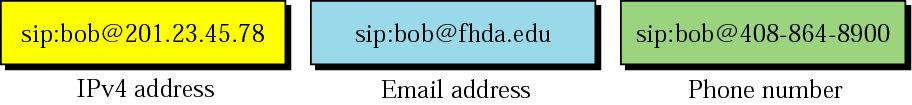 sip:bob@201.23.45.78 sip:bob@fhda.edu sip:bob@408-864-8900
IPv4 address Email address Phone number